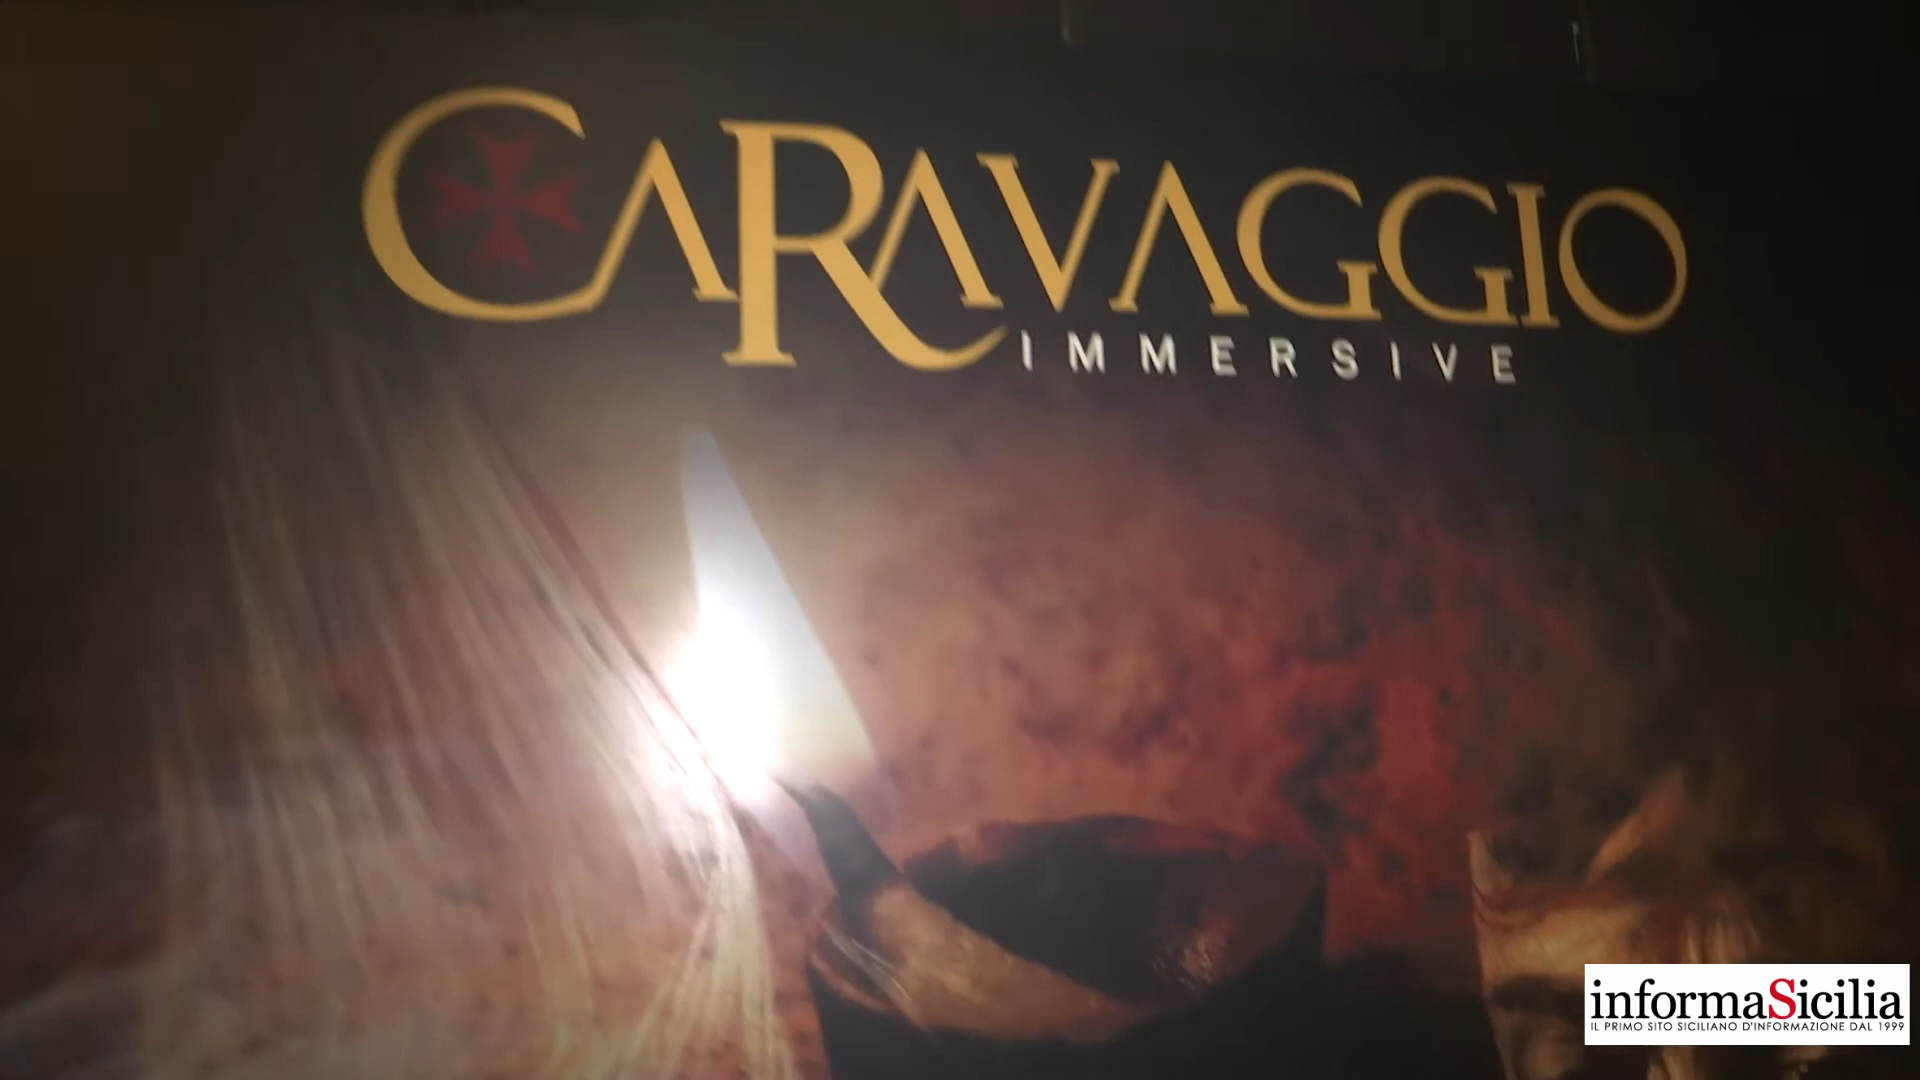 CARAVAGGIO
IMMERSIVE
informaSicilia
IL PRIMO SITO SICILIANO D'INFORMAZIONE DAL 1999